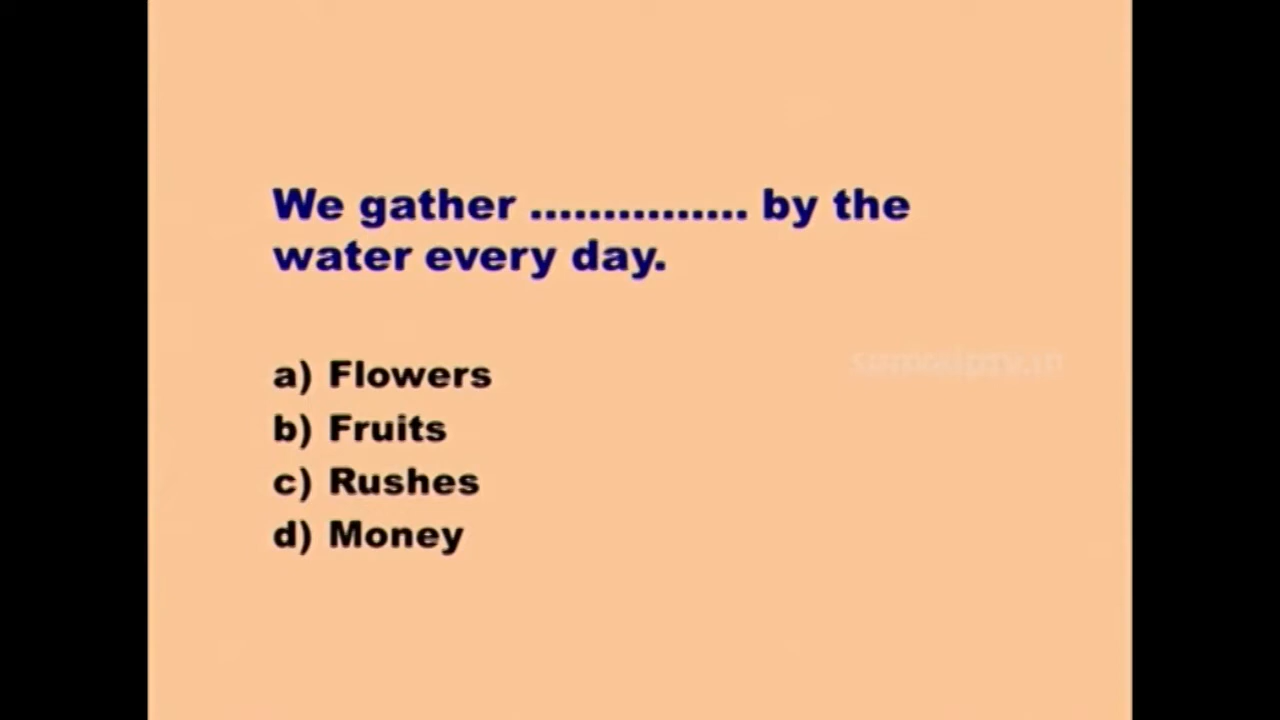 We gather ............... by the
water every day.
a) Flowers
b) Fruits
c) Rushes
d) Money